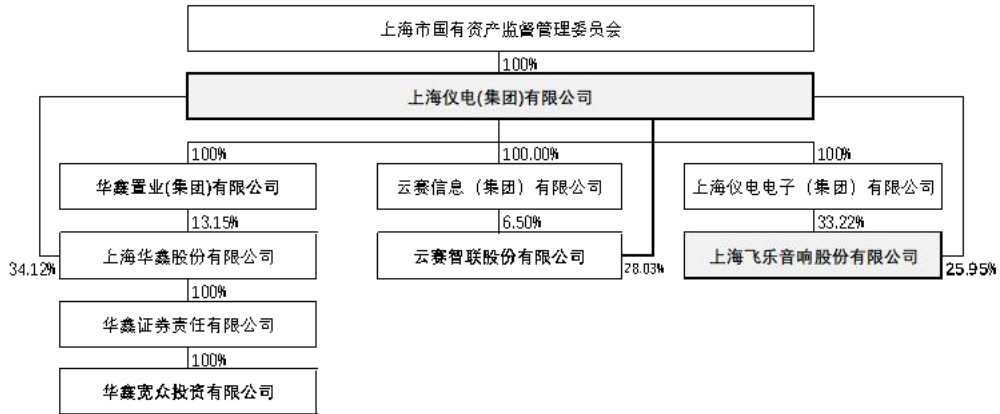 上海市国有资产监督管理委员会
100%
上海仪电(集团)有限公司
100%
100.00%
100%
华鑫置业(集团)有限公司
云赛信息（集团）有限公司
上海仪电电子（集团）有限公司
13.15%
6.50%
33.22%
上海华鑫股份有限公司
云赛智联股份有限公司
上海飞乐音响股份有限公司
34.12%
28.03%
25.95%
100%
华鑫证券责任有限公司
100%
华鑫宽众投资有限公司